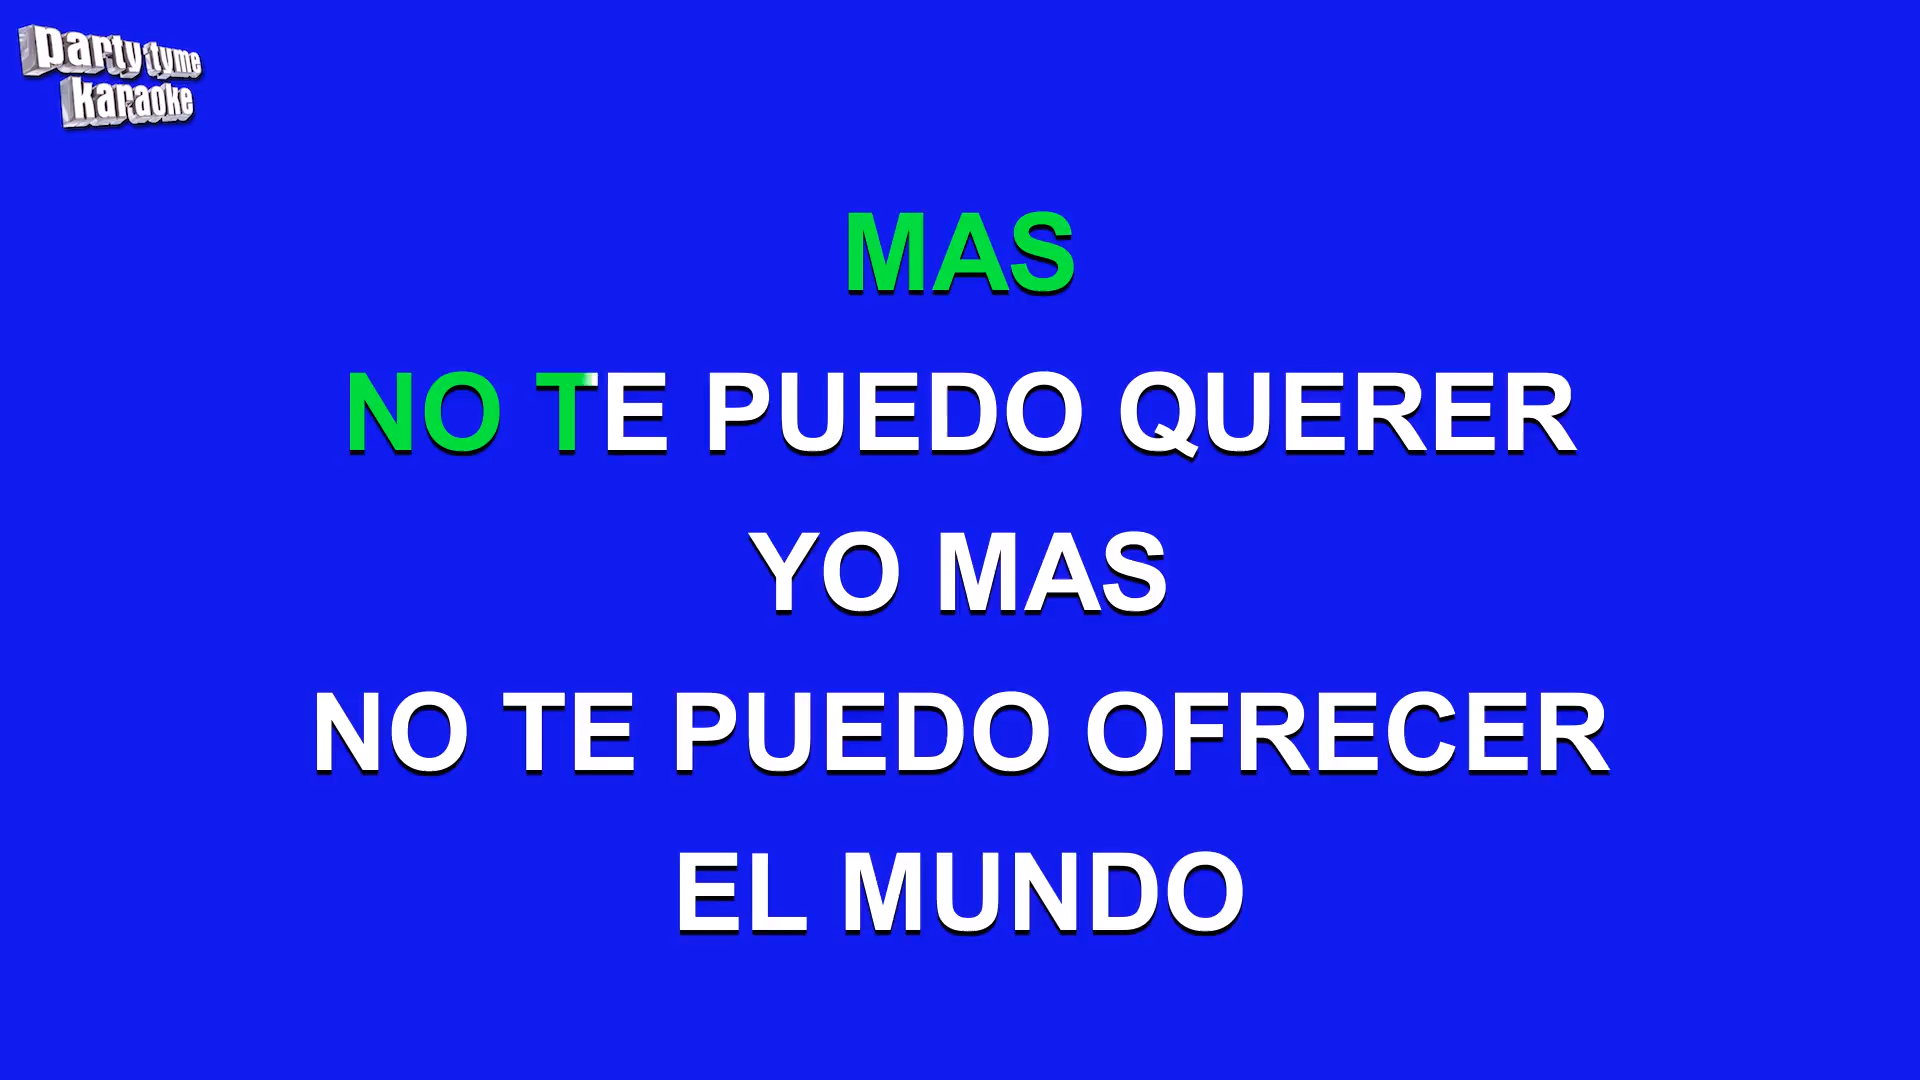 party tyme
karaoke
MAS
NO TE PUEDO QUERER
YO MAS
NO TE PUEDO OFRECER
EL MUNDO